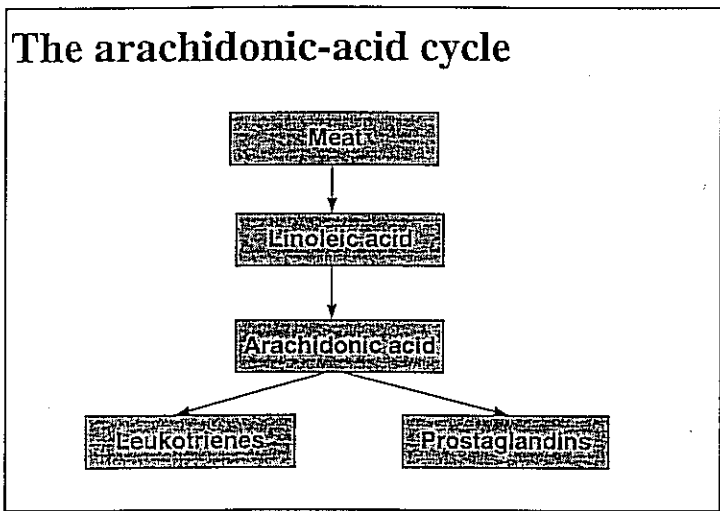 The arachidonic-acid cycle
Meat
Linoleic acid
Arachidonic acid
Leukotrienes
Prostaglandins